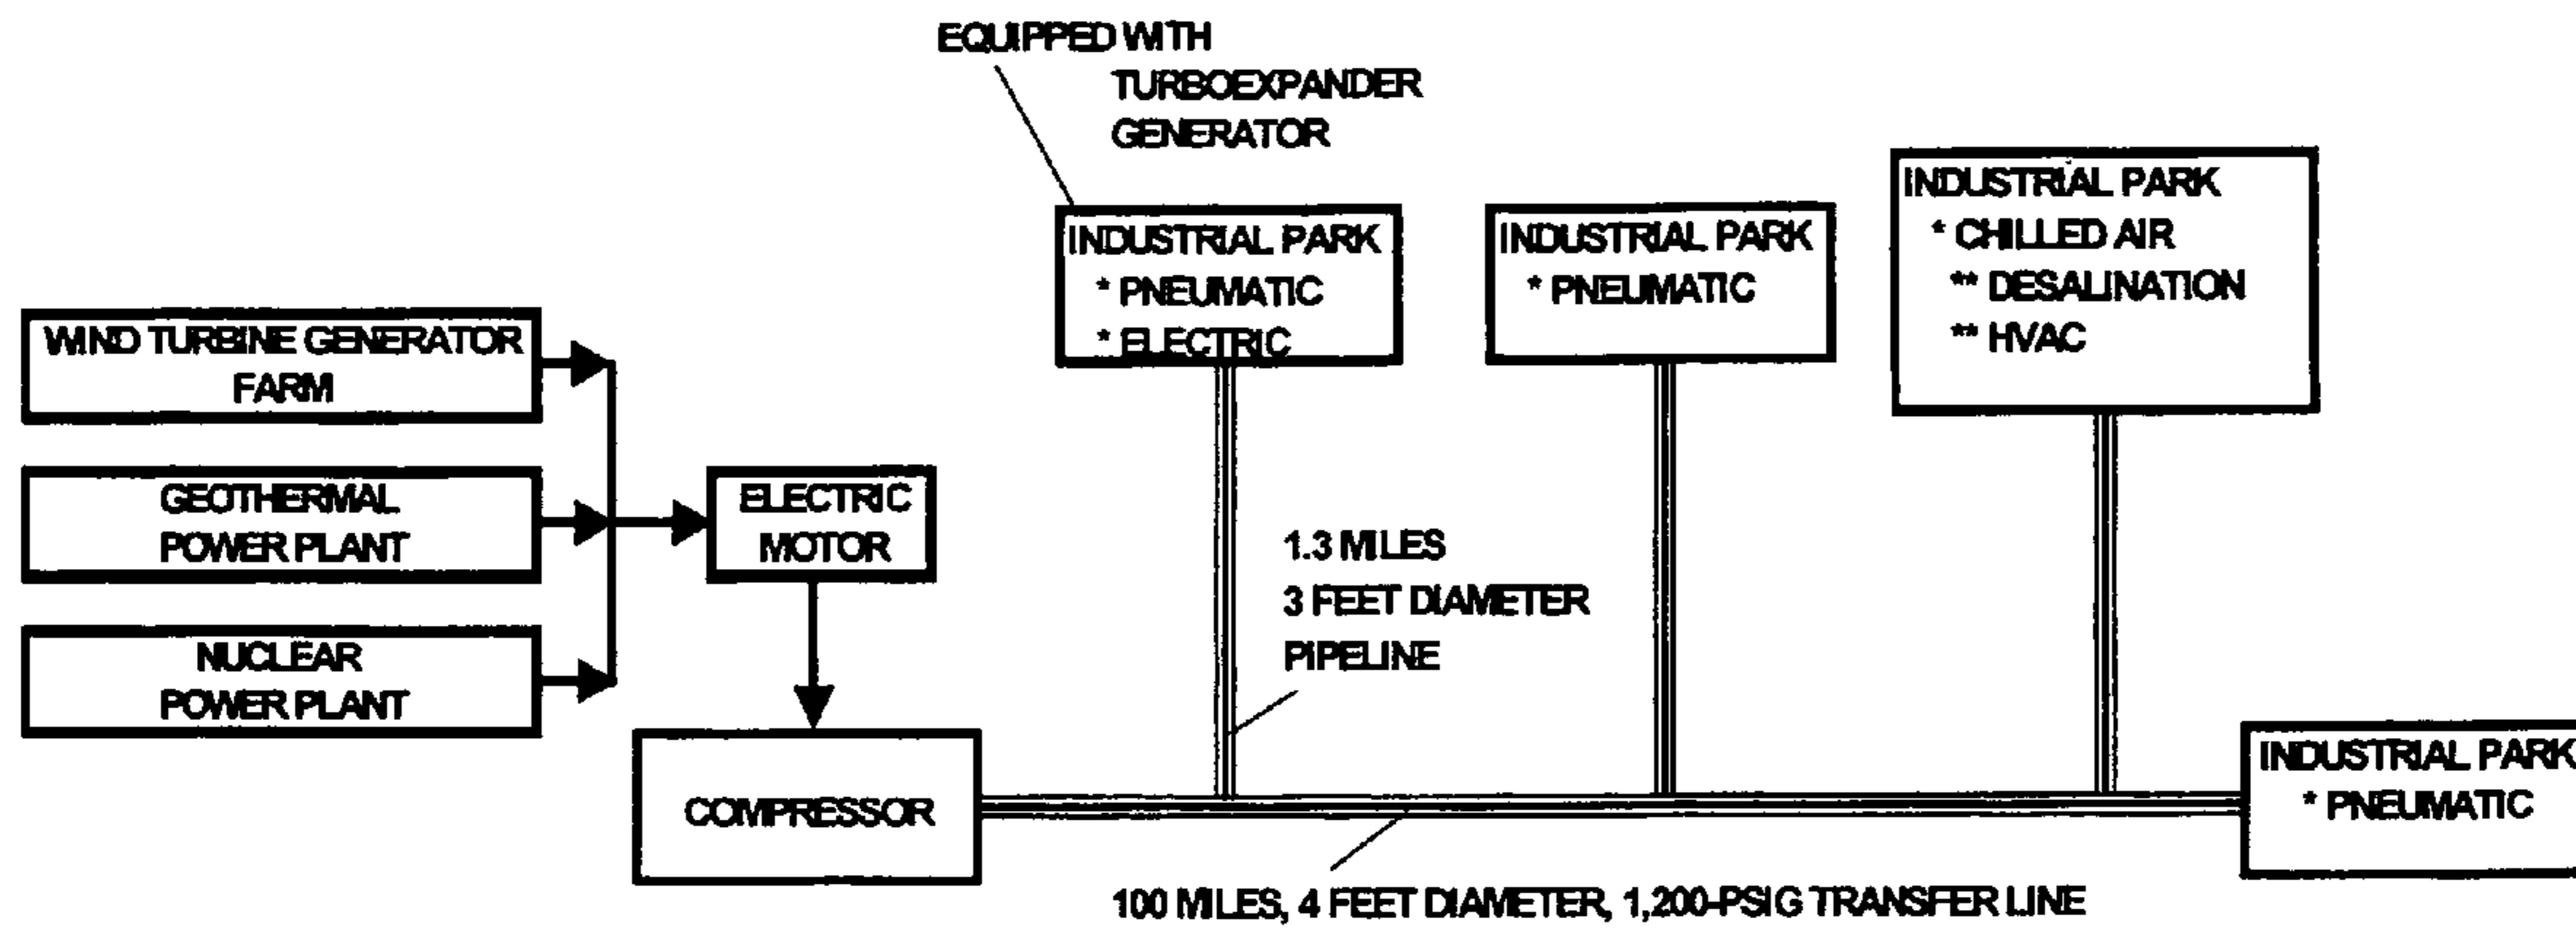 EQUIPPED WITH
TURBOEXPANDER
GENERATOR
INDUSTRIAL PARK
* PNEUMATIC
* ELECTRIC
INDUSTRIAL PARK
* PNEUMATIC
INDUSTRIAL PARK
* CHILLED AIR
** DESALINATION
** HVAC
WIND TURBINE GENERATOR
FARM
GEOTHERMAL
POWER PLANT
NUCLEAR
POWER PLANT
ELECTRIC
MOTOR
COMPRESSOR
1.3 MILES
3 FEET DIAMETER
PIPELINE
INDUSTRIAL PARK
* PNEUMATIC
100 MILES, 4 FEET DIAMETER, 1,200-PSIG TRANSFER LINE